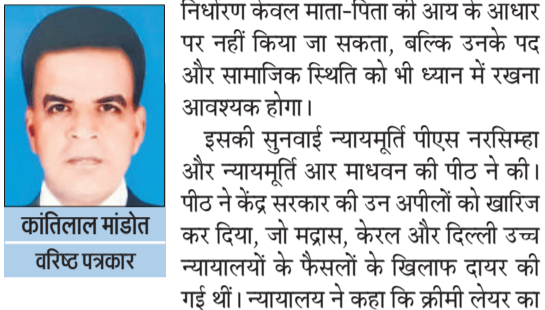 निर्धारण केवल माता-पिता की आय के आधार
पर नहीं किया जा सकता, बल्कि उनके पद
और सामाजिक स्थिति को भी ध्यान में रखना
आवश्यक होगा।
इसकी सुनवाई न्यायमूर्ति पीएस नरसिम्हा
और न्यायमूर्ति आर माधवन की पीठ ने की।
पीठ ने केंद्र सरकार की उन अपीलों को खारिज
कर दिया, जो मद्रास, केरल और दिल्ली उच्च
न्यायालयों के फैसलों के खिलाफ दायर की
गई थीं। न्यायालय ने कहा कि क्रीमी लेयर का
कांतिलाल मांडोत
वरिष्ठ पत्रकार